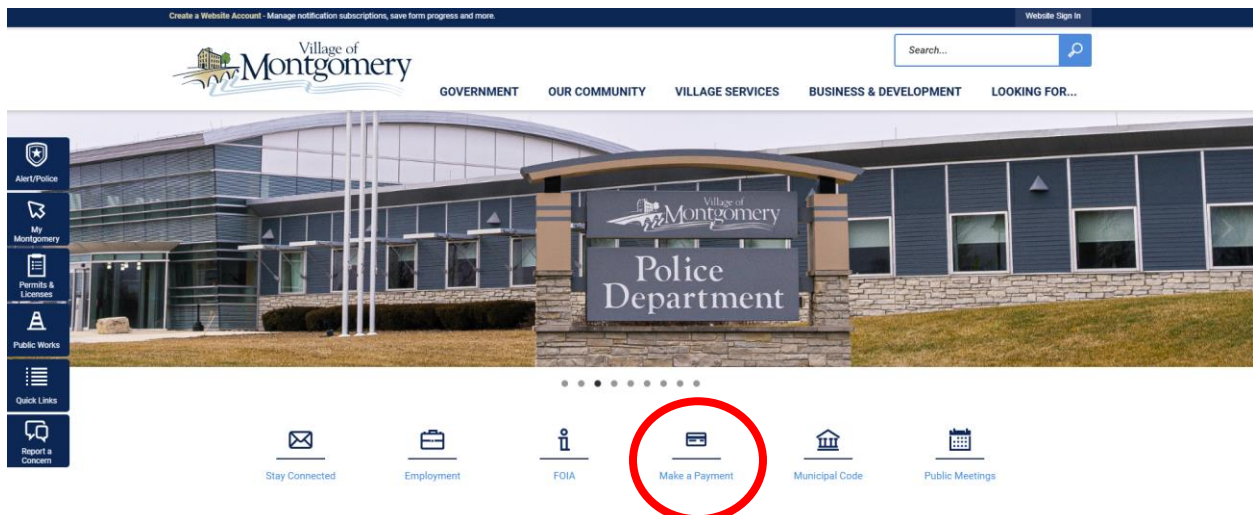 Create a Website Account - Manage notification subscriptions, save form progress and more.
Website Sign In
Village of
Montgomery
Search...
GOVERNMENT
OUR COMMUNITY
VILLAGE SERVICES
BUSINESS & DEVELOPMENT
LOOKING FOR...
Alert/Police
My
Montgomery
Permits &
Licenses
Public Works
Quick Links
Report a
Concern
Village of
Montgomery
Police
Department
Stay Connected
Employment
FOIA
Make a Payment
Municipal Code
Public Meetings